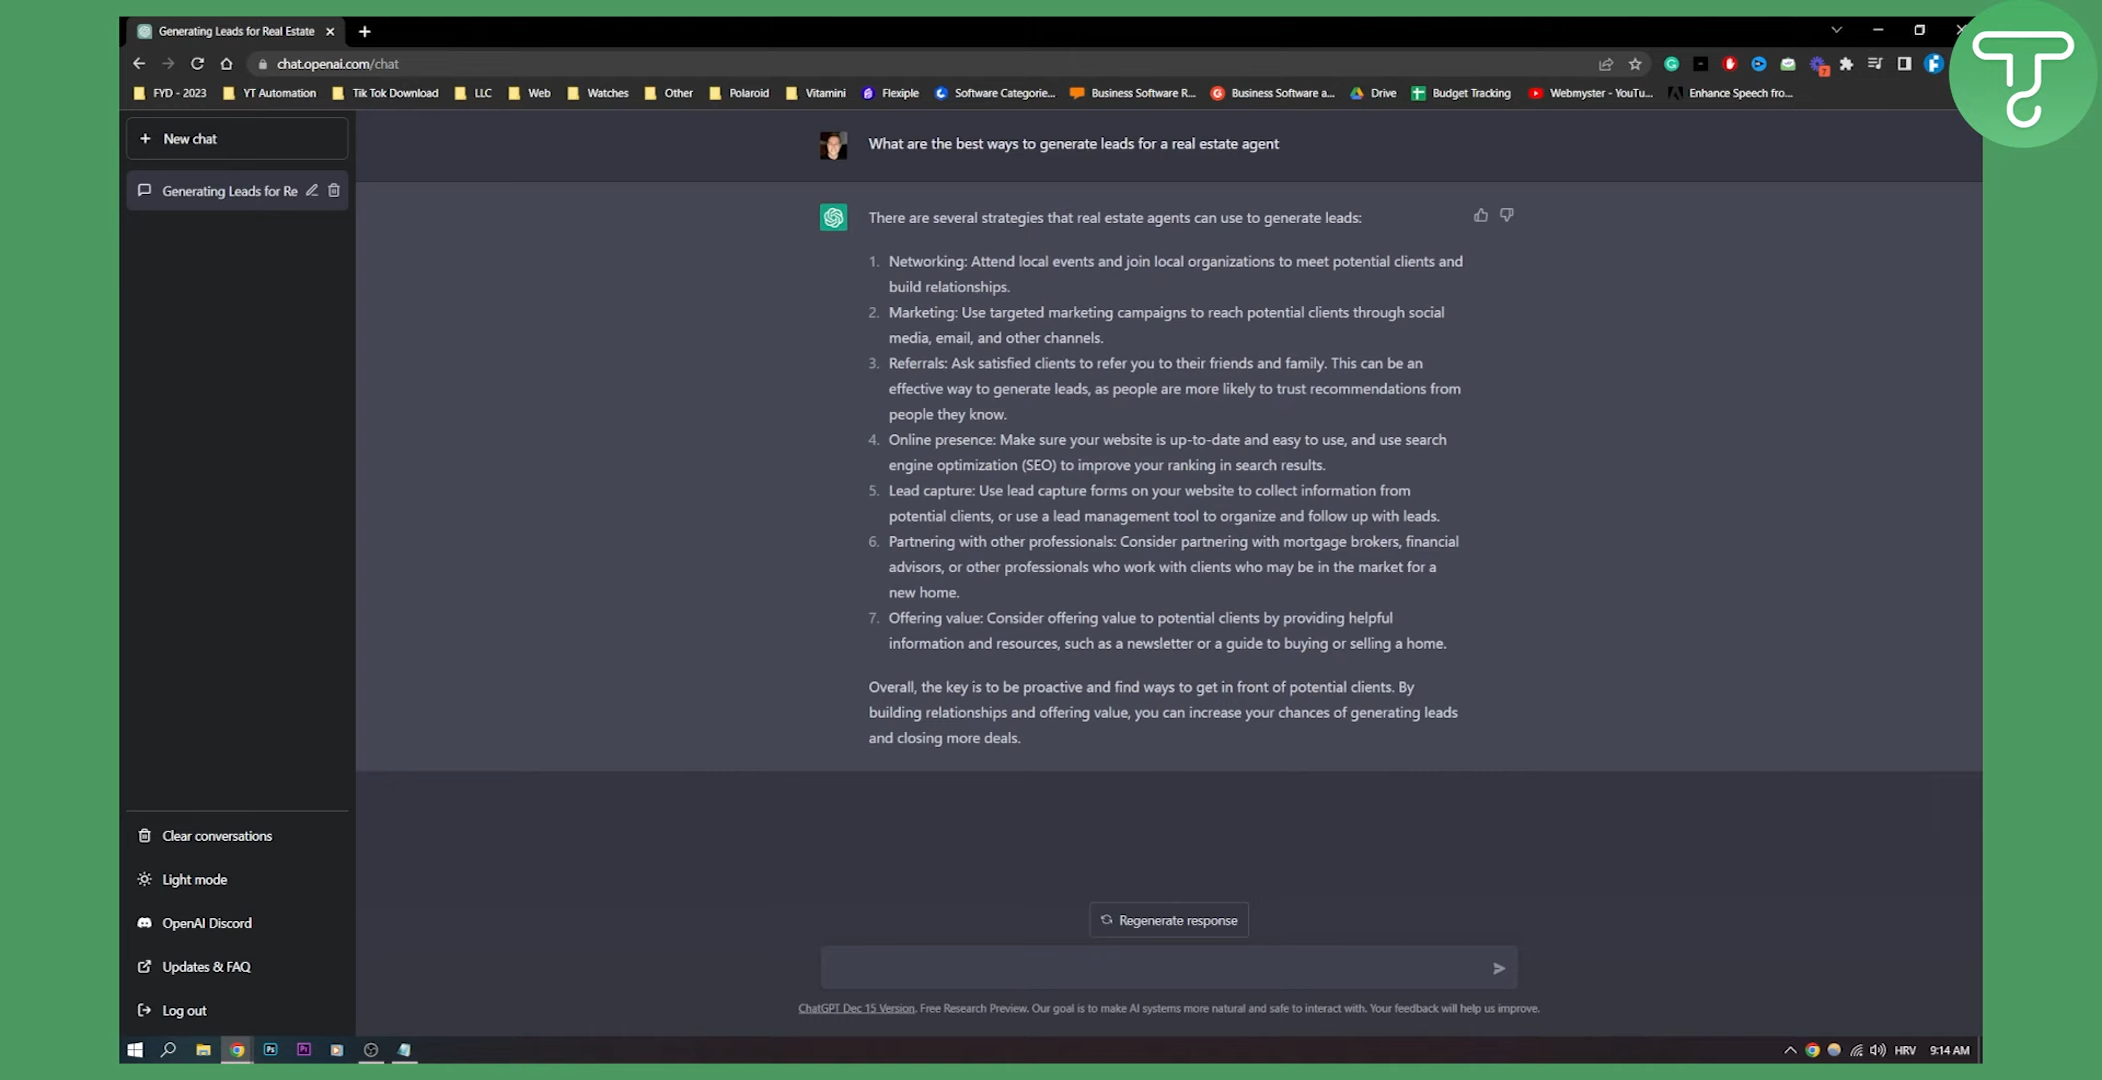 Generating Leads for Real Estate
chat.openai.com/chat
FYD - 2023
YT Automation
Tik Tok Download
LLC
Web
Watches
Other
Polaroid
Vitamini
Flexiple
Software Categorie...
Business Software R...
Business Software a...
Drive
Budget Tracking
Webmyster - YouTu...
Enhance Speech fro...
New chat
Generating Leads for Re
What are the best ways to generate leads for a real estate agent
There are several strategies that real estate agents can use to generate leads:
1. Networking: Attend local events and join local organizations to meet potential clients and
build relationships.
2. Marketing: Use targeted marketing campaigns to reach potential clients through social
media, email, and other channels.
3. Referrals: Ask satisfied clients to refer you to their friends and family. This can be an
effective way to generate leads, as people are more likely to trust recommendations from
people they know.
4. Online presence: Make sure your website is up-to-date and easy to use, and use search
engine optimization (SEO) to improve your ranking in search results.
5. Lead capture: Use lead capture forms on your website to collect information from
potential clients, or use a lead management tool to organize and follow up with leads.
6. Partnering with other professionals: Consider partnering with mortgage brokers, financial
advisors, or other professionals who work with clients who may be in the market for a
new home.
7. Offering value: Consider offering value to potential clients by providing helpful
information and resources, such as a newsletter or a guide to buying or selling a home.
Overall, the key is to be proactive and find ways to get in front of potential clients. By
building relationships and offering value, you can increase your chances of generating leads
and closing more deals.
Clear conversations
Light mode
OpenAI Discord
Updates & FAQ
Log out
Regenerate response
ChatGPT Dec 15 Version. Free Research Preview. Our goal is to make AI systems more natural and safe to interact with. Your feedback will help us improve.
Ps
Pr
HRV
9:14 AM